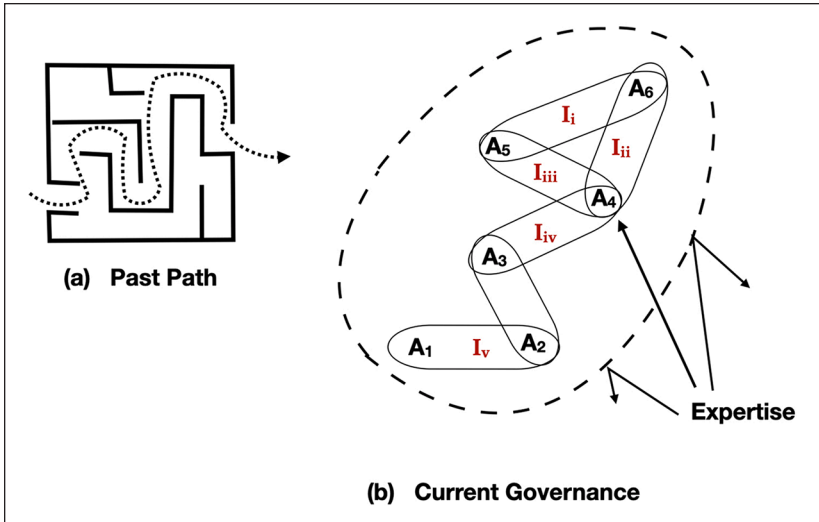 A6
Ii
A5
Iii
Iiii
A4
Iiv
A3
(a) Past Path
A1
Iv
A2
Expertise
(b) Current Governance